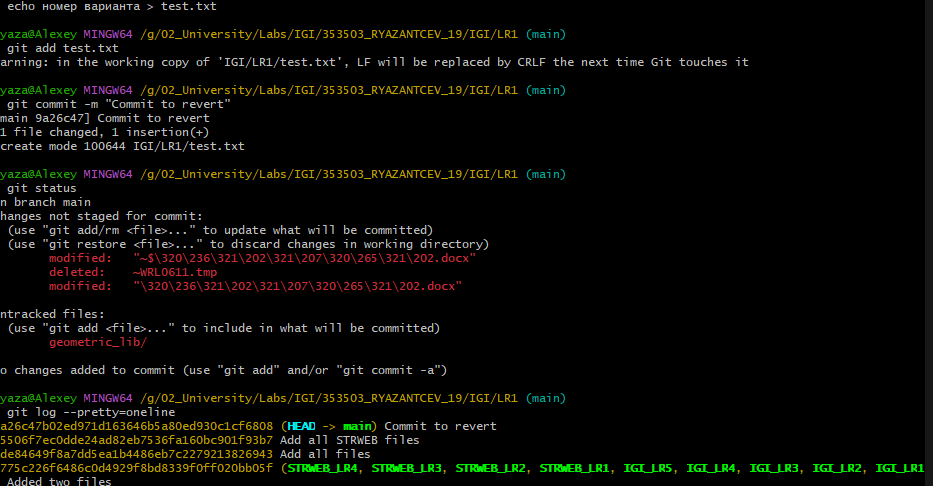 echo номер варианта > test.txt
yaza@Alexey MINGW64 /g/02_University/Labs/IGI/353503_RYAZANTCEV_19/IGI/LR1 (main)
git add test.txt
arning: in the working copy of 'IGI/LR1/test.txt', LF will be replaced by CRLF the next time Git touches it
yaza@Alexey MINGW64 /g/02_University/Labs/IGI/353503_RYAZANTCEV_19/IGI/LR1 (main)
git commit -m "Commit to revert"
main 9a26c47] Commit to revert
1 file changed, 1 insertion(+)
create mode 100644 IGI/LR1/test.txt
yaza@Alexey MINGW64 /g/02_University/Labs/IGI/353503_RYAZANTCEV_19/IGI/LR1 (main)
git status
n branch main
hanges not staged for commit:
(use "git add/rm <file>..." to update what will be committed)
(use "git restore <file>..." to discard changes in working directory)
modified: "~$\320\236\321\202\321\207\320\265\321\202.docx"
deleted: ~WRL0611.tmp
modified: "\320\236\321\202\321\207\320\265\321\202.docx"
ntracked files:
(use "git add <file>..." to include in what will be committed)
geometric_lib/
o changes added to commit (use "git add" and/or "git commit -a")
yaza@Alexey MINGW64 /g/02_University/Labs/IGI/353503_RYAZANTCEV_19/IGI/LR1 (main)
git log --pretty=oneline
a26c47b02ed971d163646b5a80ed930c1cf6808 (HEAD -> main) Commit to revert
5506f7ec0dde24ad82eb7536fa160bc901f93b7 Add all STRWEB files
de84649f8a7dd5ea1b4486eb7c2279213826943 Add all files
775c226f6486c0d4929f8bd8339f0ff020bb05f (STRWEB_LR4, STRWEB_LR3, STRWEB_LR2, STRWEB_LR1, IGI_LR5, IGI_LR4, IGI_LR3, IGI_LR2, IGI_LR1
Added two files